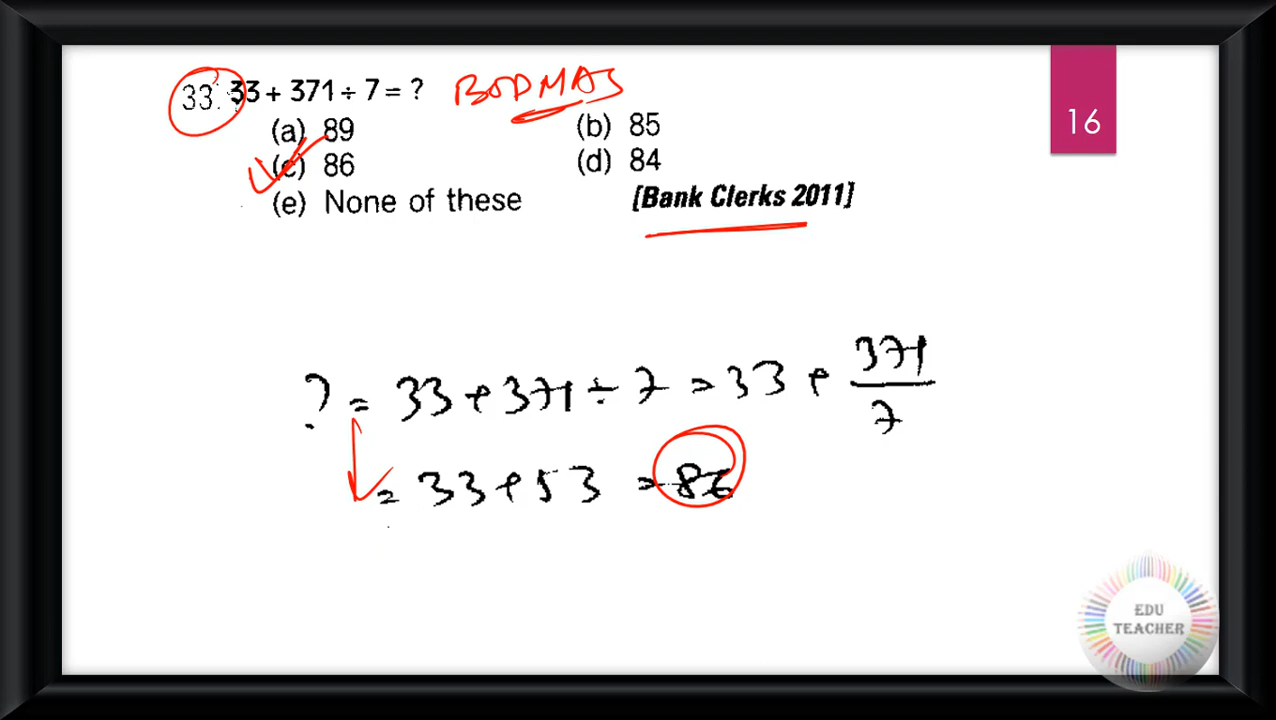 33. 33 + 371 ÷ 7 = ? BODMAS
(a) 89 (b) 85
(c) 86 (d) 84
(e) None of these [Bank Clerks 2011]
16
? = 33 + 371 ÷ 7 = 33 + 371/7
= 33 + 53 = 86
EDU
TEACHER